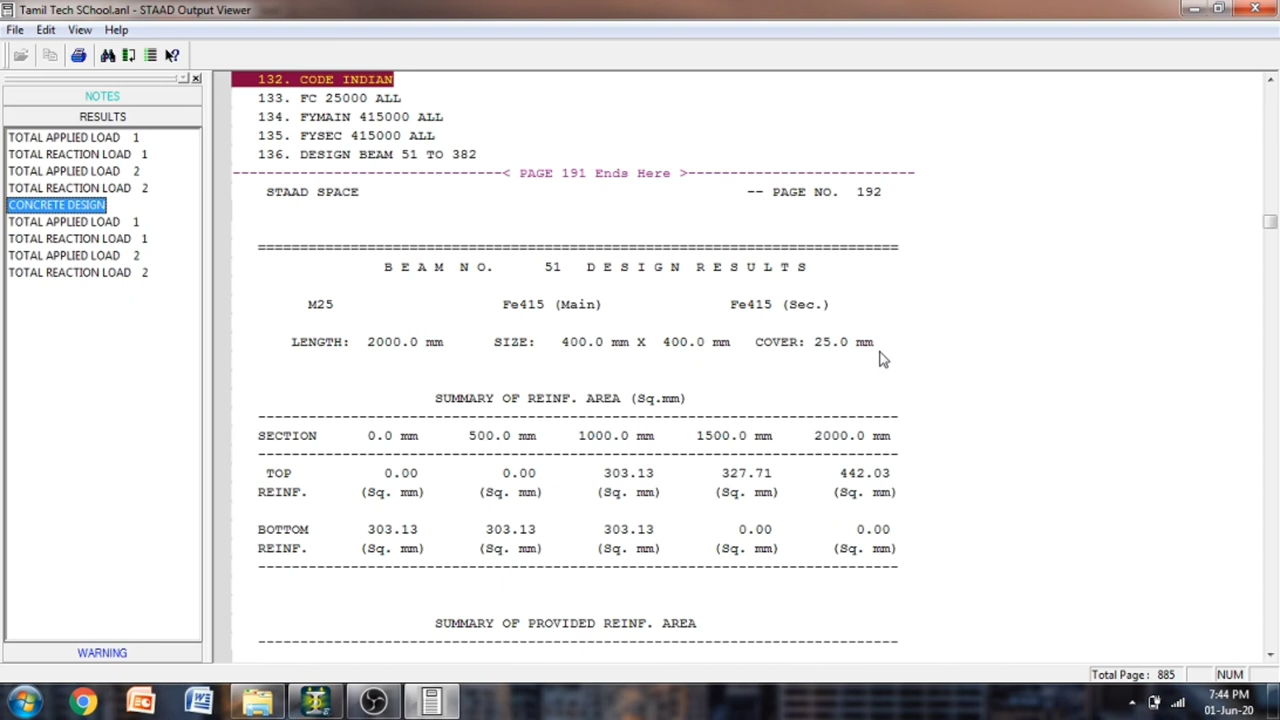 Tamil Tech SChool.anl - STAAD Output Viewer
File Edit View Help
NOTES
RESULTS
TOTAL APPLIED LOAD 1
TOTAL REACTION LOAD 1
TOTAL APPLIED LOAD 2
TOTAL REACTION LOAD 2
CONCRETE DESIGN
TOTAL APPLIED LOAD 1
TOTAL REACTION LOAD 1
TOTAL APPLIED LOAD 2
TOTAL REACTION LOAD 2
WARNING
132. CODE INDIAN
133. FC 25000 ALL
134. FYMAIN 415000 ALL
135. FYSEC 415000 ALL
136. DESIGN BEAM 51 TO 382
--------------------------------< PAGE 191 Ends Here >---------------------------
STAAD SPACE -- PAGE NO. 192
============================================================================
B E A M N O. 51 D E S I G N R E S U L T S
M25 Fe415 (Main) Fe415 (Sec.)
LENGTH: 2000.0 mm SIZE: 400.0 mm X 400.0 mm COVER: 25.0 mm
SUMMARY OF REINF. AREA (Sq.mm)
----------------------------------------------------------------------------
SECTION 0.0 mm 500.0 mm 1000.0 mm 1500.0 mm 2000.0 mm
----------------------------------------------------------------------------
TOP 0.00 0.00 303.13 327.71 442.03
REINF. (Sq. mm) (Sq. mm) (Sq. mm) (Sq. mm) (Sq. mm)
BOTTOM 303.13 303.13 303.13 0.00 0.00
REINF. (Sq. mm) (Sq. mm) (Sq. mm) (Sq. mm) (Sq. mm)
----------------------------------------------------------------------------
SUMMARY OF PROVIDED REINF. AREA
----------------------------------------------------------------------------
Total Page: 885 NUM
7:44 PM
01-Jun-20